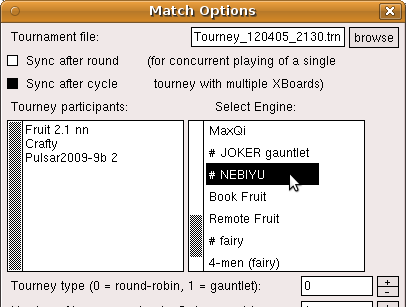 Match Options
Tournament file: Tourney_120405_2130.trn browse
Sync after round (for concurrent playing of a single
Sync after cycle tourney with multiple XBoards)
Tourney participants: Select Engine:
Fruit 2.1 nn
Crafty
Pulsar2009-9b 2
MaxQi
# JOKER gauntlet
# NEBIYU
Book Fruit
Remote Fruit
# fairy
4-men (fairy)
Tourney type (0 = round-robin, 1 = gauntlet): 0 + -